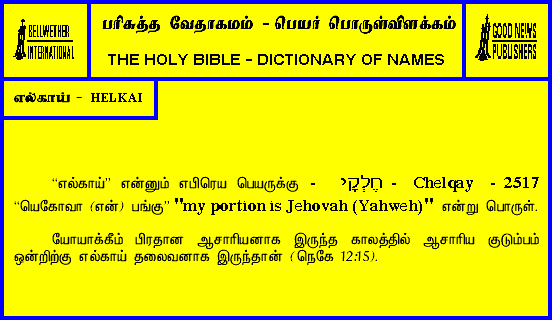 BELLWETHER
INTERNATIONAL
பரிசுத்த வேதாகமம் - பெயர் பொருள்விளக்கம்
THE HOLY BIBLE - DICTIONARY OF NAMES
GOOD NEWS
PUBLISHERS
எல்காய் - HELKAI
“எல்காய்” என்னும் எபிரெய பெயருக்கு - חֶלְקָי - Chelqay - 2517
“யெகோவா (என்) பங்கு” "my portion is Jehovah (Yahweh)" என்று பொருள்.
யோயாக்கீம் பிரதான ஆசாரியனாக இருந்த காலத்தில் ஆசாரிய குடும்பம்
ஒன்றிற்கு எல்காய் தலைவனாக இருந்தான் (நெகே 12:15).